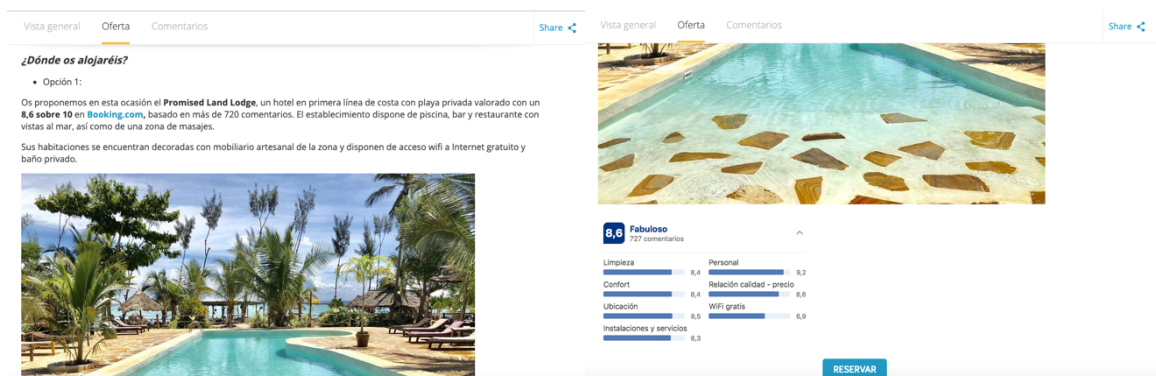 Vista general Oferta Comentarios Share
¿Dónde os alojaréis?
• Opción 1:
Os proponemos en esta ocasión el Promised Land Lodge, un hotel en primera línea de costa con playa privada valorado con un
8,6 sobre 10 en Booking.com, basado en más de 720 comentarios. El establecimiento dispone de piscina, bar y restaurante con
vistas al mar, así como de una zona de masajes.
Sus habitaciones se encuentran decoradas con mobiliario artesanal de la zona y disponen de acceso wifi a Internet gratuito y
baño privado.
Vista general Oferta Comentarios Share
8,6 Fabuloso
727 comentarios
Limpieza Personal
8,4 9,2
Confort Relación calidad - precio
8,4 8,6
Ubicación WiFi gratis
8,5 6,9
Instalaciones y servicios
8,3
RESERVAR